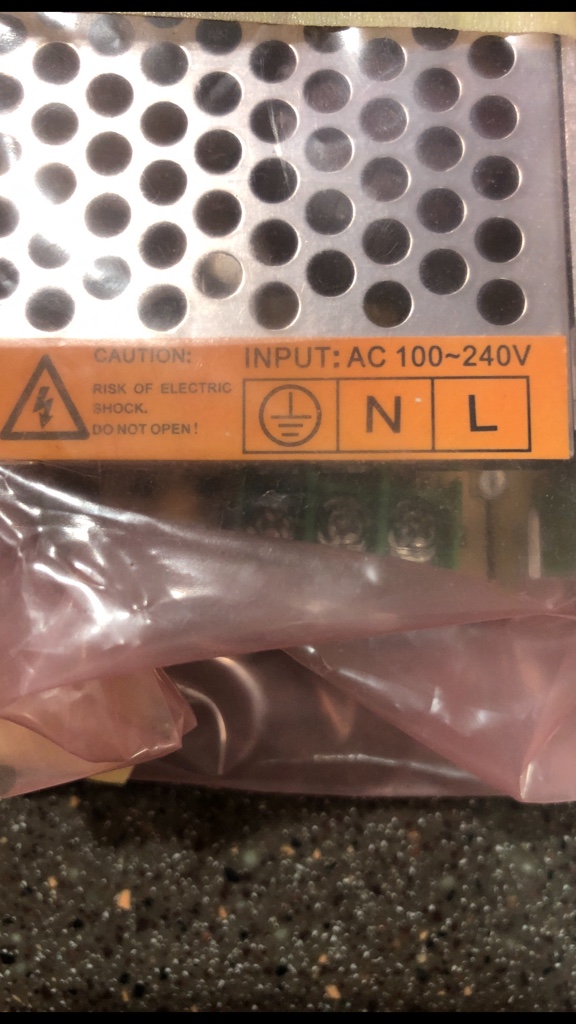 CAUTION:
RISK OF ELECTRIC
SHOCK.
DO NOT OPEN!
INPUT: AC 100~240V
N L